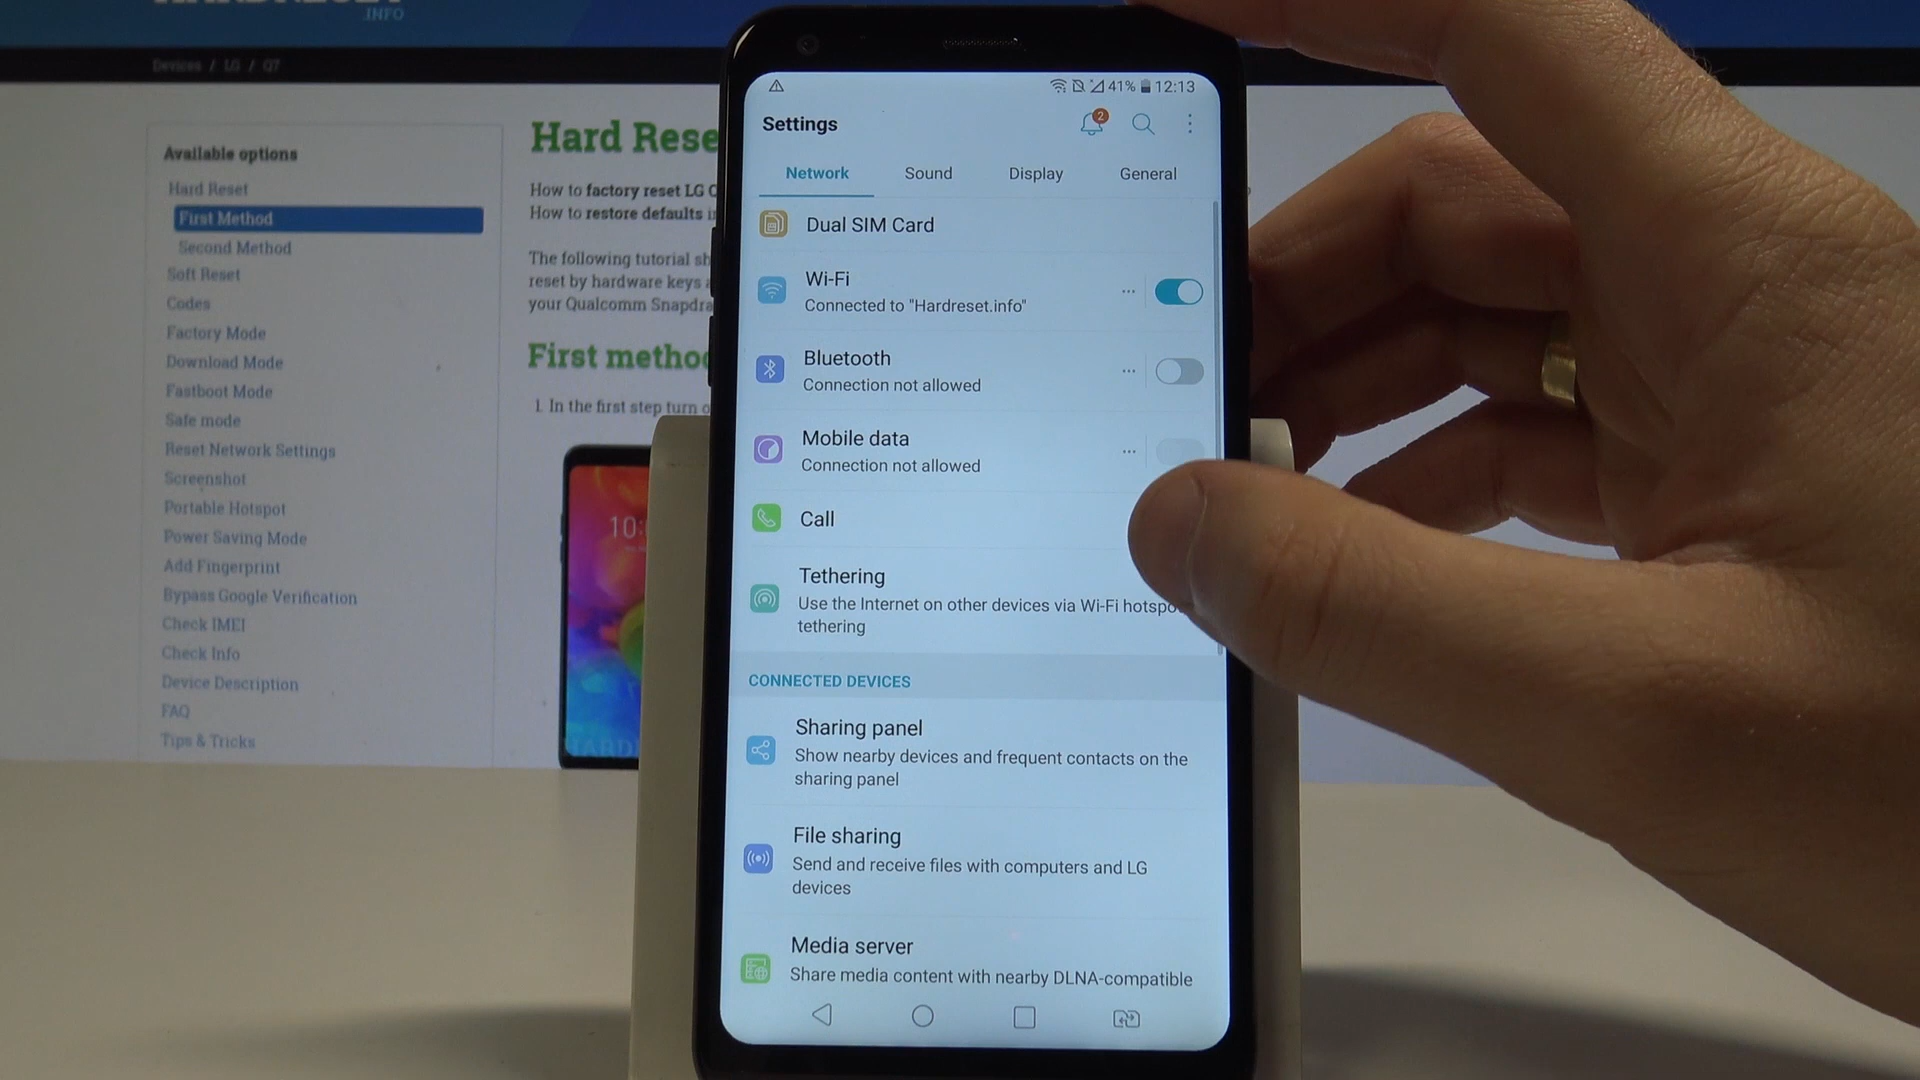 .INFO
Devices / LG / Q7
Available options
Hard Reset
First Method
Second Method
Soft Reset
Codes
Factory Mode
Download Mode
Fastboot Mode
Safe mode
Reset Network Settings
Screenshot
Portable Hotspot
Power Saving Mode
Add Fingerprint
Bypass Google Verification
Check IMEI
Check Info
Device Description
FAQ
Tips & Tricks
Hard Rese
How to factory reset LG
How to restore defaults
The following tutorial
reset by hardware keys
your Qualcomm Snapdra
First metho
1. In the first step turn
10:
41% 12:13
Settings
2
Network Sound Display General
Dual SIM Card
Wi-Fi
Connected to "Hardreset.info"
Bluetooth
Connection not allowed
Mobile data
Connection not allowed
Call
Tethering
Use the Internet on other devices via Wi-Fi hotspo
tethering
CONNECTED DEVICES
Sharing panel
Show nearby devices and frequent contacts on the
sharing panel
File sharing
Send and receive files with computers and LG
devices
Media server
Share media content with nearby DLNA-compatible